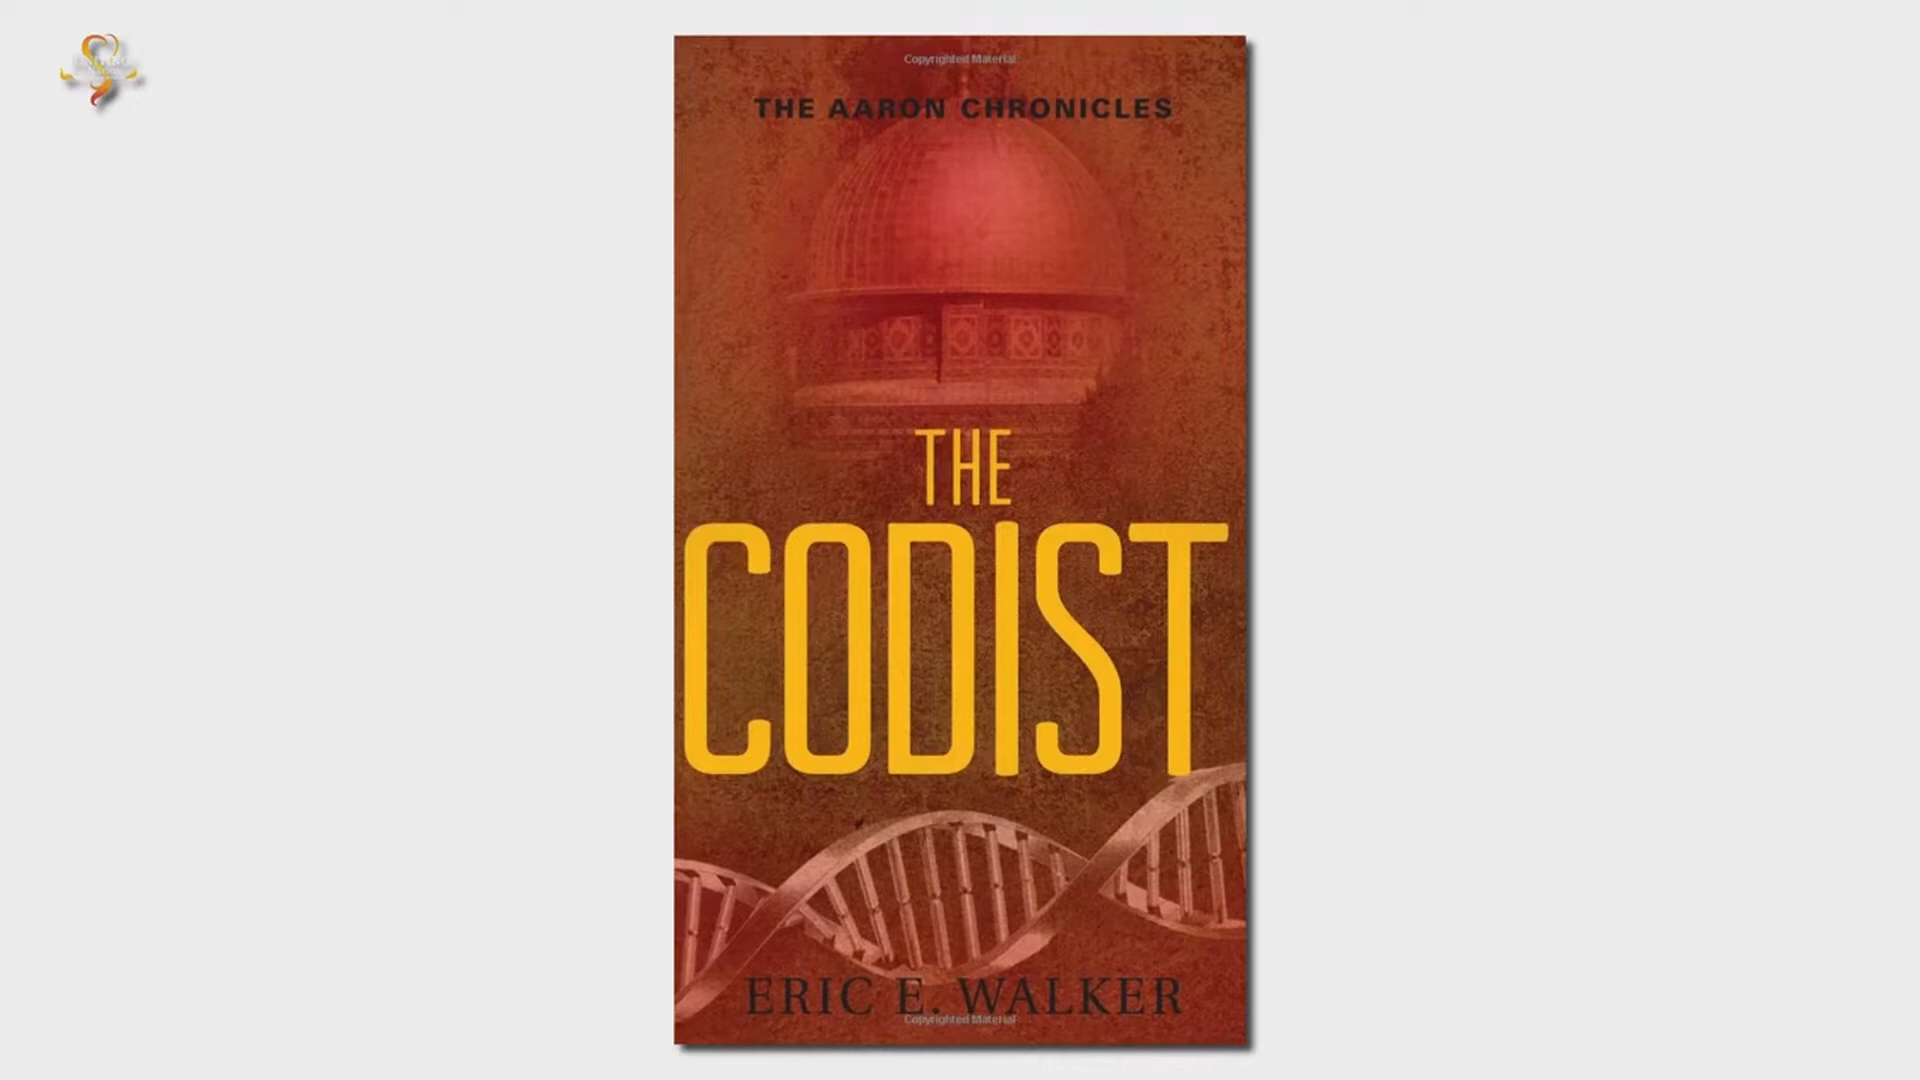 Copyrighted Material
THE AARON CHRONICLES
THE
CODIST
ERIC E. WALKER
Copyrighted Material